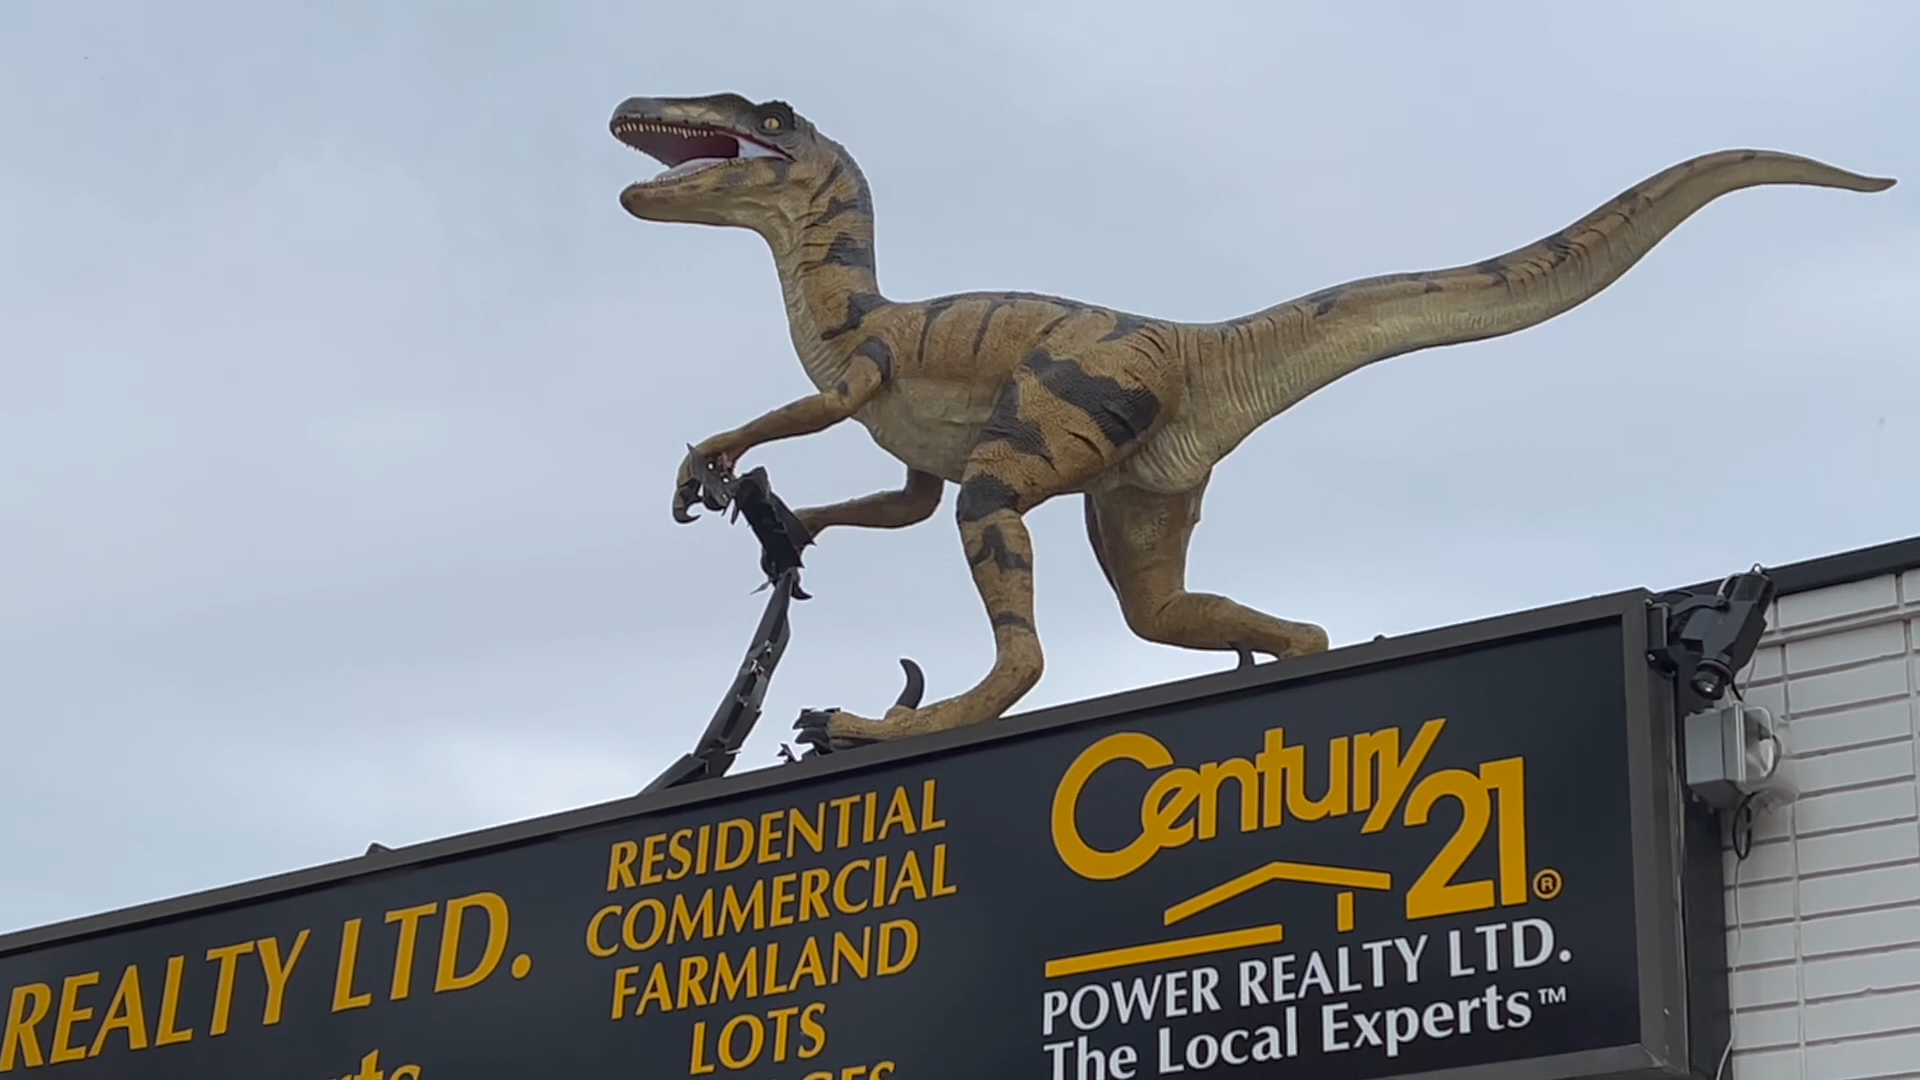 REALTY LTD.
RESIDENTIAL
COMMERCIAL
FARMLAND
LOTS
Century 21®
POWER REALTY LTD.
The Local Experts™